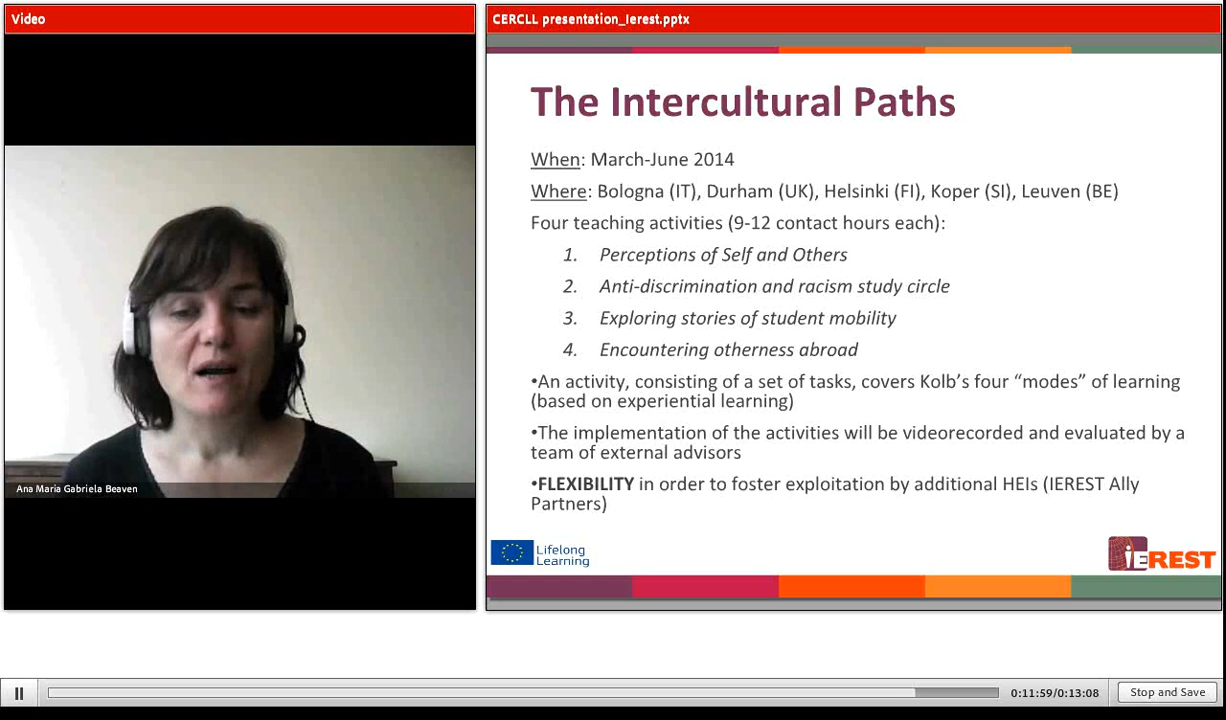 Video
CERCLL presentation_Ierest.pptx
The Intercultural Paths
When: March-June 2014
Where: Bologna (IT), Durham (UK), Helsinki (FI), Koper (SI), Leuven (BE)
Four teaching activities (9-12 contact hours each):
1. Perceptions of Self and Others
2. Anti-discrimination and racism study circle
3. Exploring stories of student mobility
4. Encountering otherness abroad
•An activity, consisting of a set of tasks, covers Kolb’s four “modes” of learning
(based on experiential learning)
•The implementation of the activities will be videorecorded and evaluated by a
team of external advisors
•FLEXIBILITY in order to foster exploitation by additional HEIs (IEREST Ally
Partners)
Ana Maria Gabriela Beaven
Lifelong
Learning
iEREST
0:11:59/0:13:08
Stop and Save